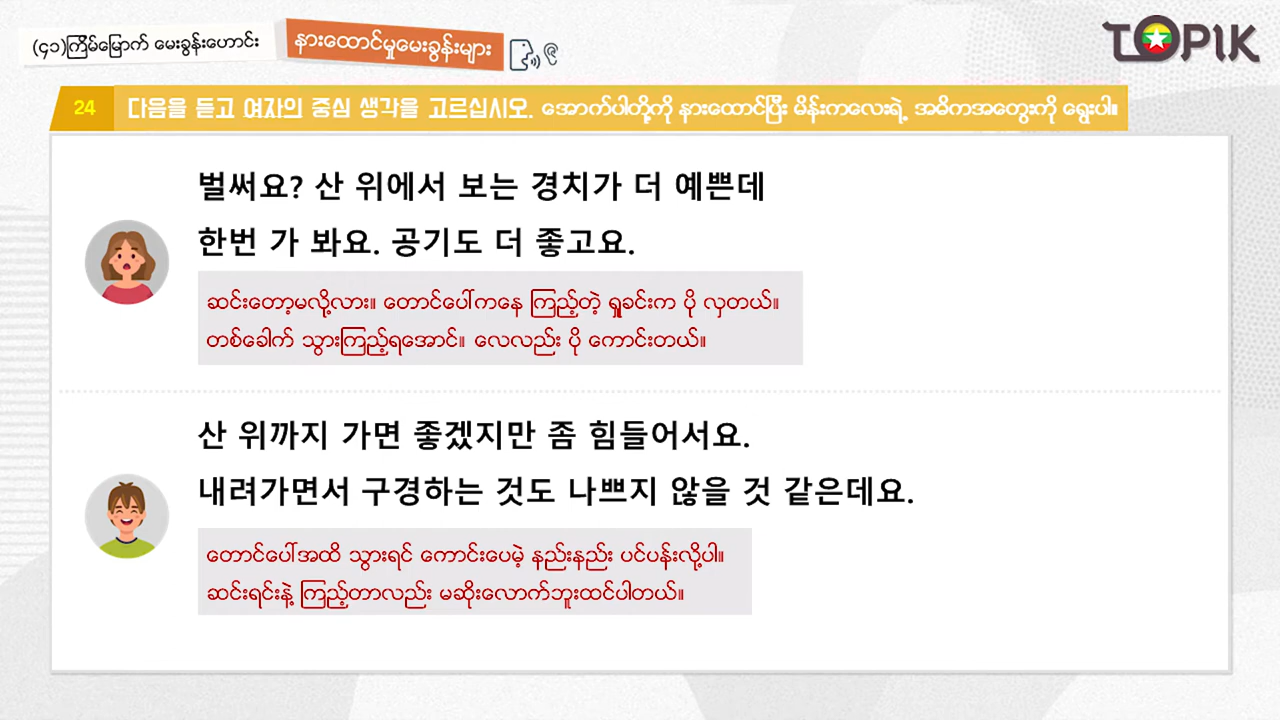 (၄၁)ကြိမ်မြောက် မေးခွန်းဟောင်း
နားထောင်မှုမေးခွန်းများ
TOPIK
24 다음을 듣고 여자의 중심 생각을 고르십시오. အောက်ပါတို့ကို နားထောင်ပြီး မိန်းကလေးရဲ့ အဓိကအတွေးကို ရွေးပါ။
벌써요? 산 위에서 보는 경치가 더 예쁜데
한번 가 봐요. 공기도 더 좋고요.
ဆင်းတော့မလို့လား။ တောင်ပေါ်ကနေ ကြည့်တဲ့ ရှုခင်းက ပို လှတယ်။
တစ်ခေါက် သွားကြည့်ရအောင်။ လေလည်း ပို ကောင်းတယ်။
산 위까지 가면 좋겠지만 좀 힘들어서요.
내려가면서 구경하는 것도 나쁘지 않을 것 같은데요.
တောင်ပေါ်အထိ သွားရင် ကောင်းပေမဲ့ နည်းနည်း ပင်ပန်းလို့ပါ။
ဆင်းရင်းနဲ့ ကြည့်တာလည်း မဆိုးလောက်ဘူးထင်ပါတယ်။